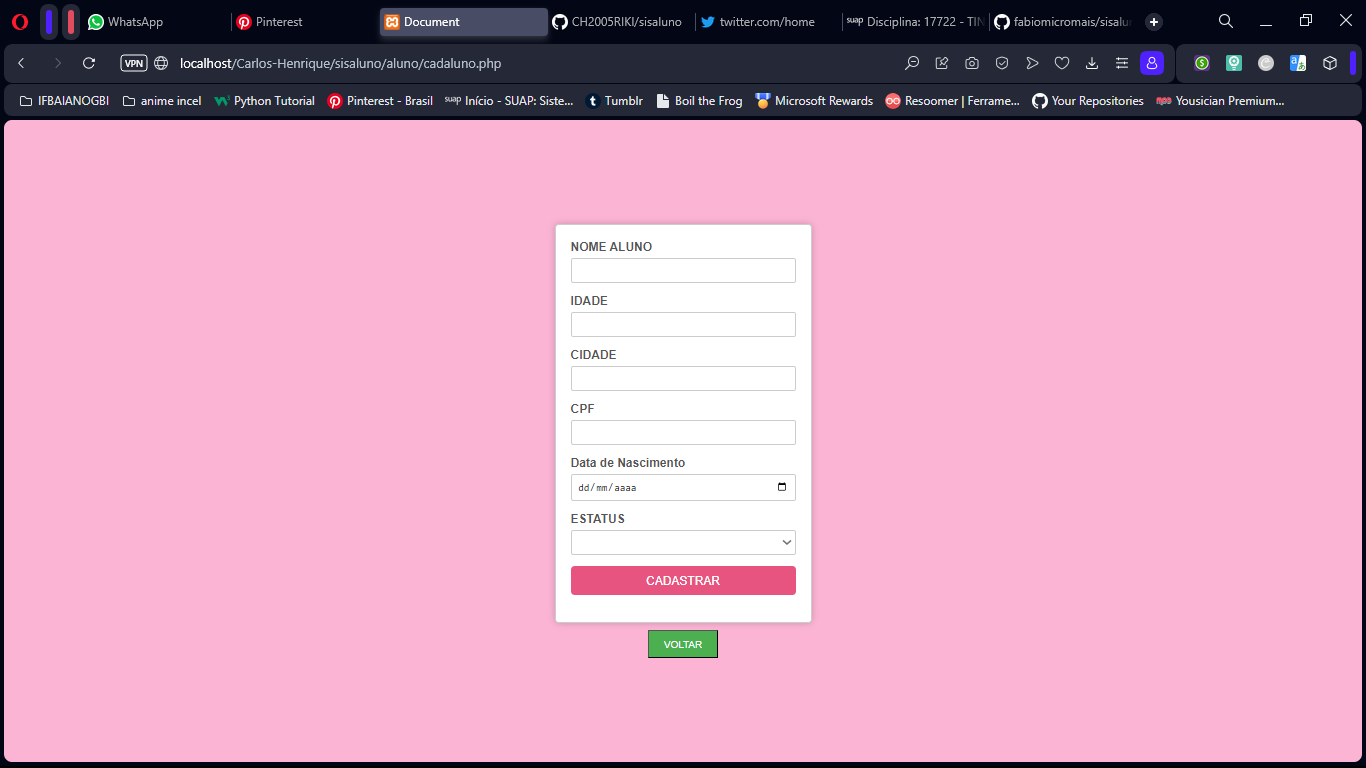 WhatsApp
Pinterest
Document
CH2005RIKI/sisaluno
twitter.com/home
suap Disciplina: 17722 - TIN
fabiomicromais/sisalun
VPN localhost/Carlos-Henrique/sisaluno/aluno/cadaluno.php
IFBAIANOGBI
anime incel
Python Tutorial
Pinterest - Brasil
suap Início - SUAP: Siste...
Tumblr
Boil the Frog
Microsoft Rewards
Resoomer | Ferrame...
Your Repositories
Yousician Premium...
NOME ALUNO
IDADE
CIDADE
CPF
Data de Nascimento
dd/mm/aaaa
ESTATUS
CADASTRAR
VOLTAR